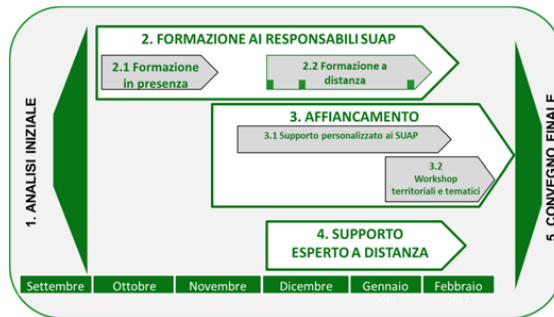 1. ANALISI INIZIALE
2. FORMAZIONE AI RESPONSABILI SUAP
2.1 Formazione
in presenza
2.2 Formazione a
distanza
3. AFFIANCAMENTO
3.1 Supporto personalizzato ai SUAP
3.2
Workshop
territoriali e tematici
4. SUPPORTO
ESPERTO A DISTANZA
5. CONVEGNO FINALE
Settembre
Ottobre
Novembre
Dicembre
Gennaio
Febbraio
2017